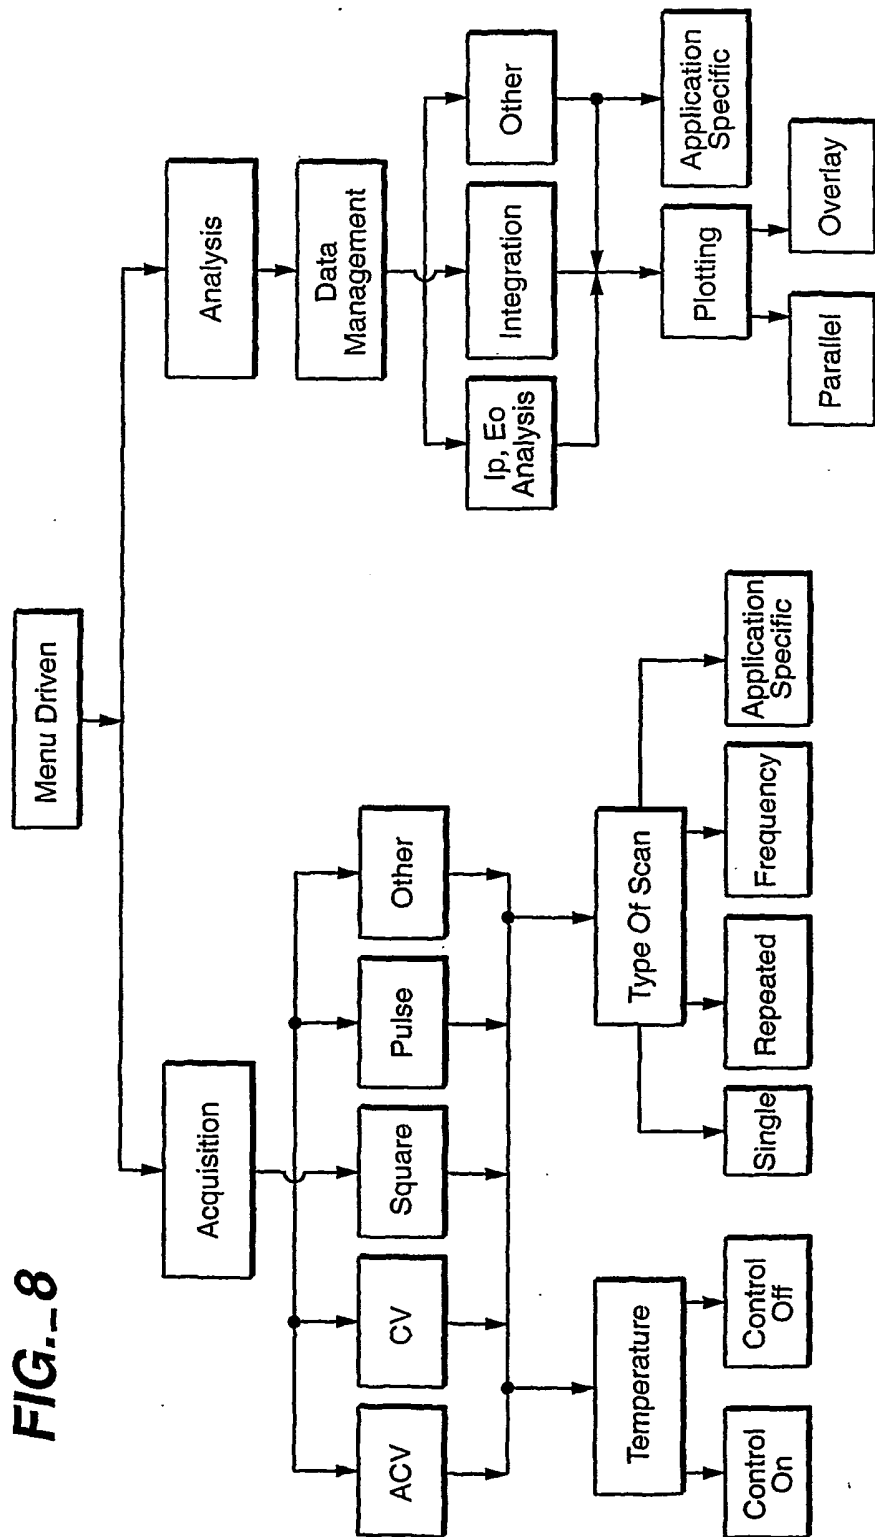 FIG._8
Menu Driven
Acquisition
Analysis
ACV
CV
Square
Pulse
Other
Data
Management
Ip, Eo
Analysis
Integration
Other
Temperature
Type Of Scan
Plotting
Application
Specific
Control
On
Control
Off
Single
Repeated
Frequency
Application
Specific
Parallel
Overlay